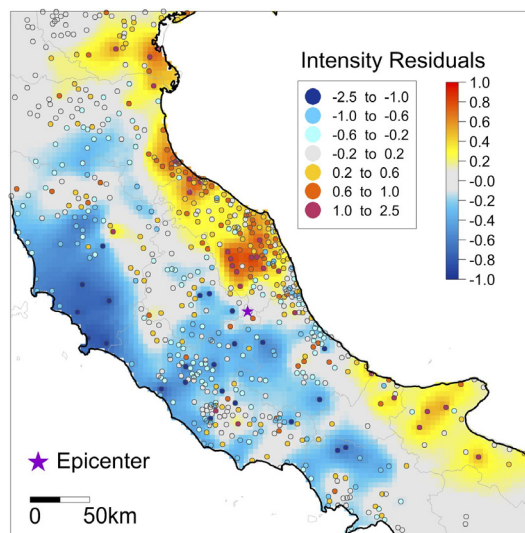 Intensity Residuals
-2.5 to -1.0
-1.0 to -0.6
-0.6 to -0.2
-0.2 to 0.2
0.2 to 0.6
0.6 to 1.0
1.0 to 2.5
1.0
0.8
0.6
0.4
0.2
-0.0
-0.2
-0.4
-0.6
-0.8
-1.0
Epicenter
0 50km